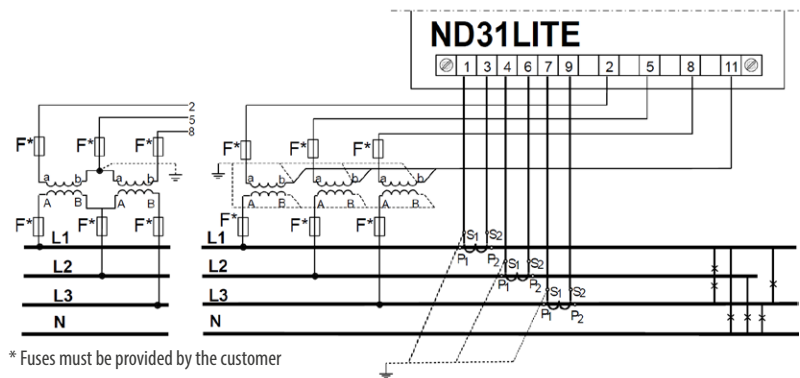 ND31LITE
1 3 4 6 7 9 2 5 8 11
2
5
8
F* F* F* F* F* F*
a b a b a b a b a b
A B A B A B A B A B
F* F* F* F* F* F*
L1 L1
S1 S2
P1 P2
L2 L2
S1 S2
P1 P2
L3 L3
S1 S2
P1 P2
N N
* Fuses must be provided by the customer